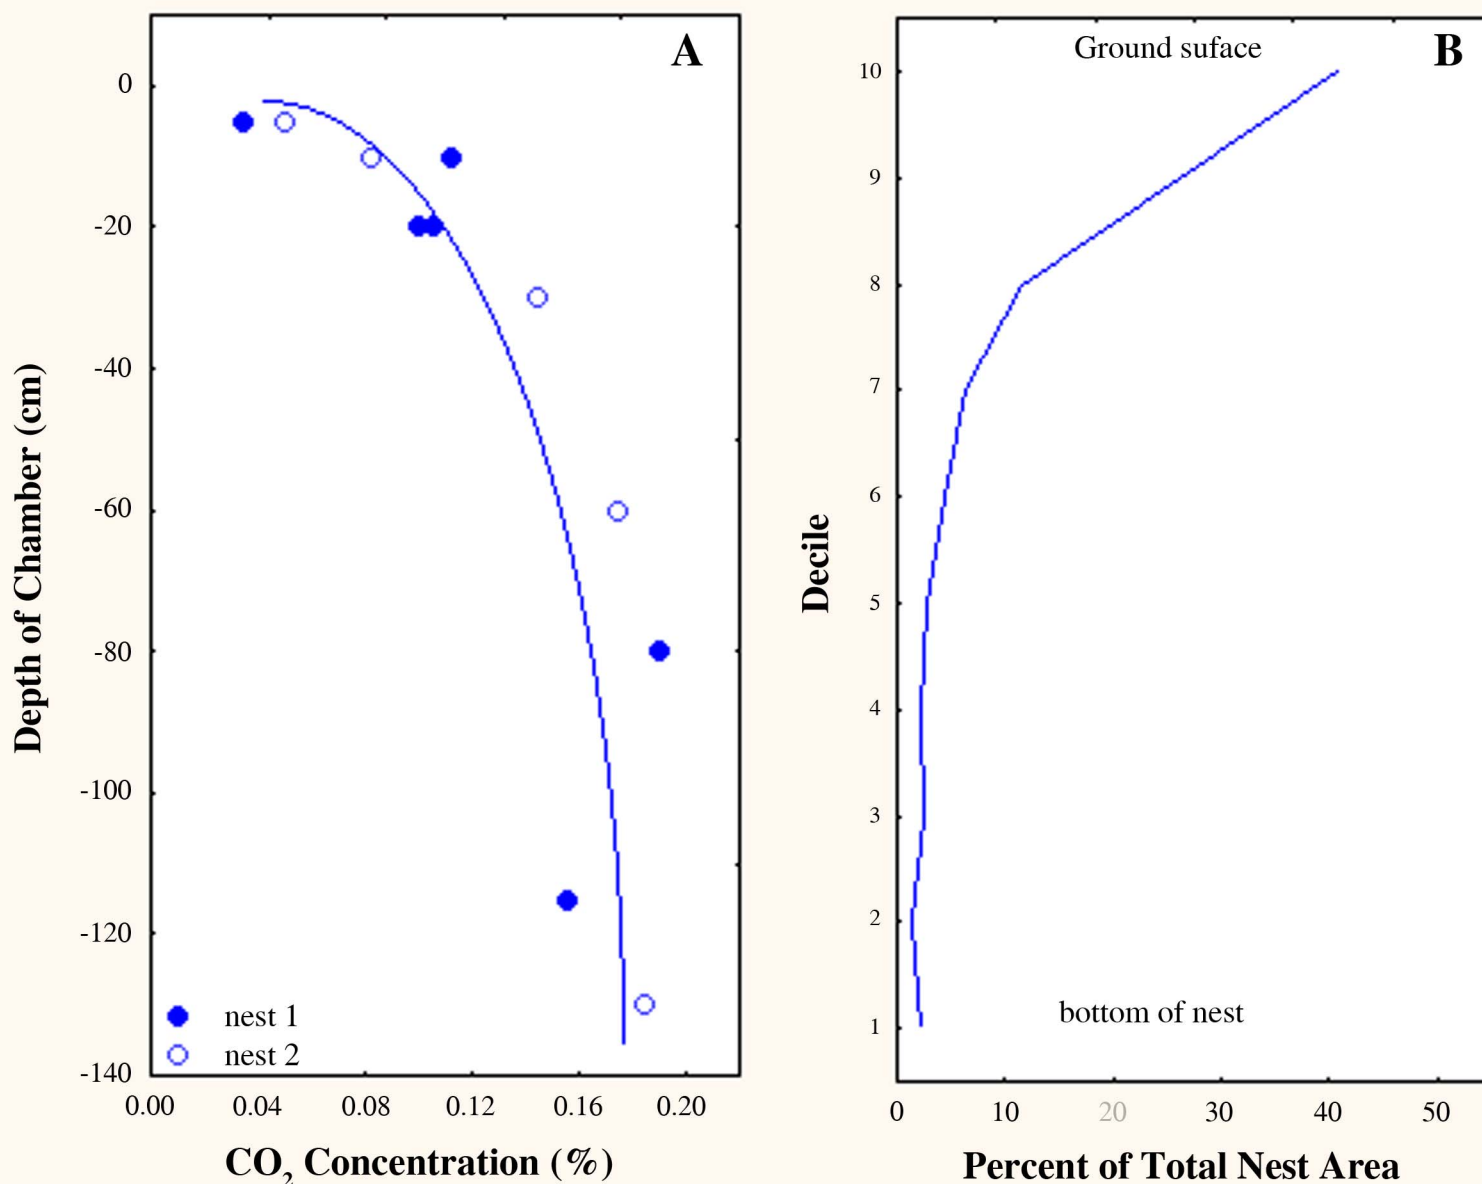 A
0
-20
-40
-60
-80
-100
-120
-140
Depth of Chamber (cm)
nest 1
nest 2
0.00 0.04 0.08 0.12 0.16 0.20
CO₂ Concentration (%)
B
Ground suface
10
9
8
7
6
5
4
3
2
1
Decile
bottom of nest
0 10 20 30 40 50
Percent of Total Nest Area